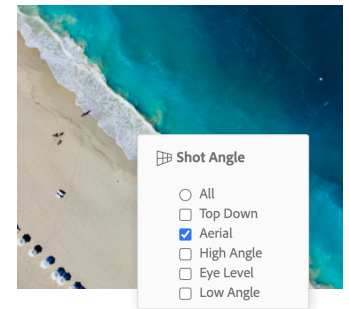 Shot Angle
All
Top Down
Aerial
High Angle
Eye Level
Low Angle